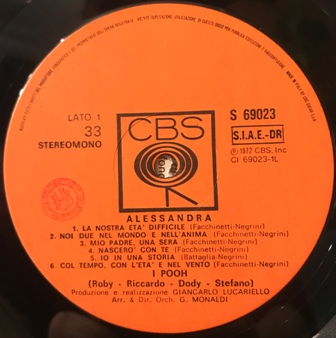 LATO 1
33
STEREOMONO
CBS
S 69023
S.I.A.E.-DR
℗ 1972 CBS, Inc
CI 69023-1L
ALESSANDRA
1. LA NOSTRA ETA' DIFFICILE (Facchinetti-Negrini)
2. NOI DUE NEL MONDO E NELL'ANIMA (Facchinetti-Negrini)
3. MIO PADRE, UNA SERA (Facchinetti-Negrini)
4. NASCERÒ CON TE (Facchinetti-Negrini)
5. IO IN UNA STORIA (Battaglia-Negrini)
6. COL TEMPO, CON L'ETA' E NEL VENTO (Facchinetti-Negrini)
I POOH
(Roby - Riccardo - Dody - Stefano)
Produzione e realizzazione GIANCARLO LUCARIELLO
Arr. & Dir. Orch. G. MONALDI